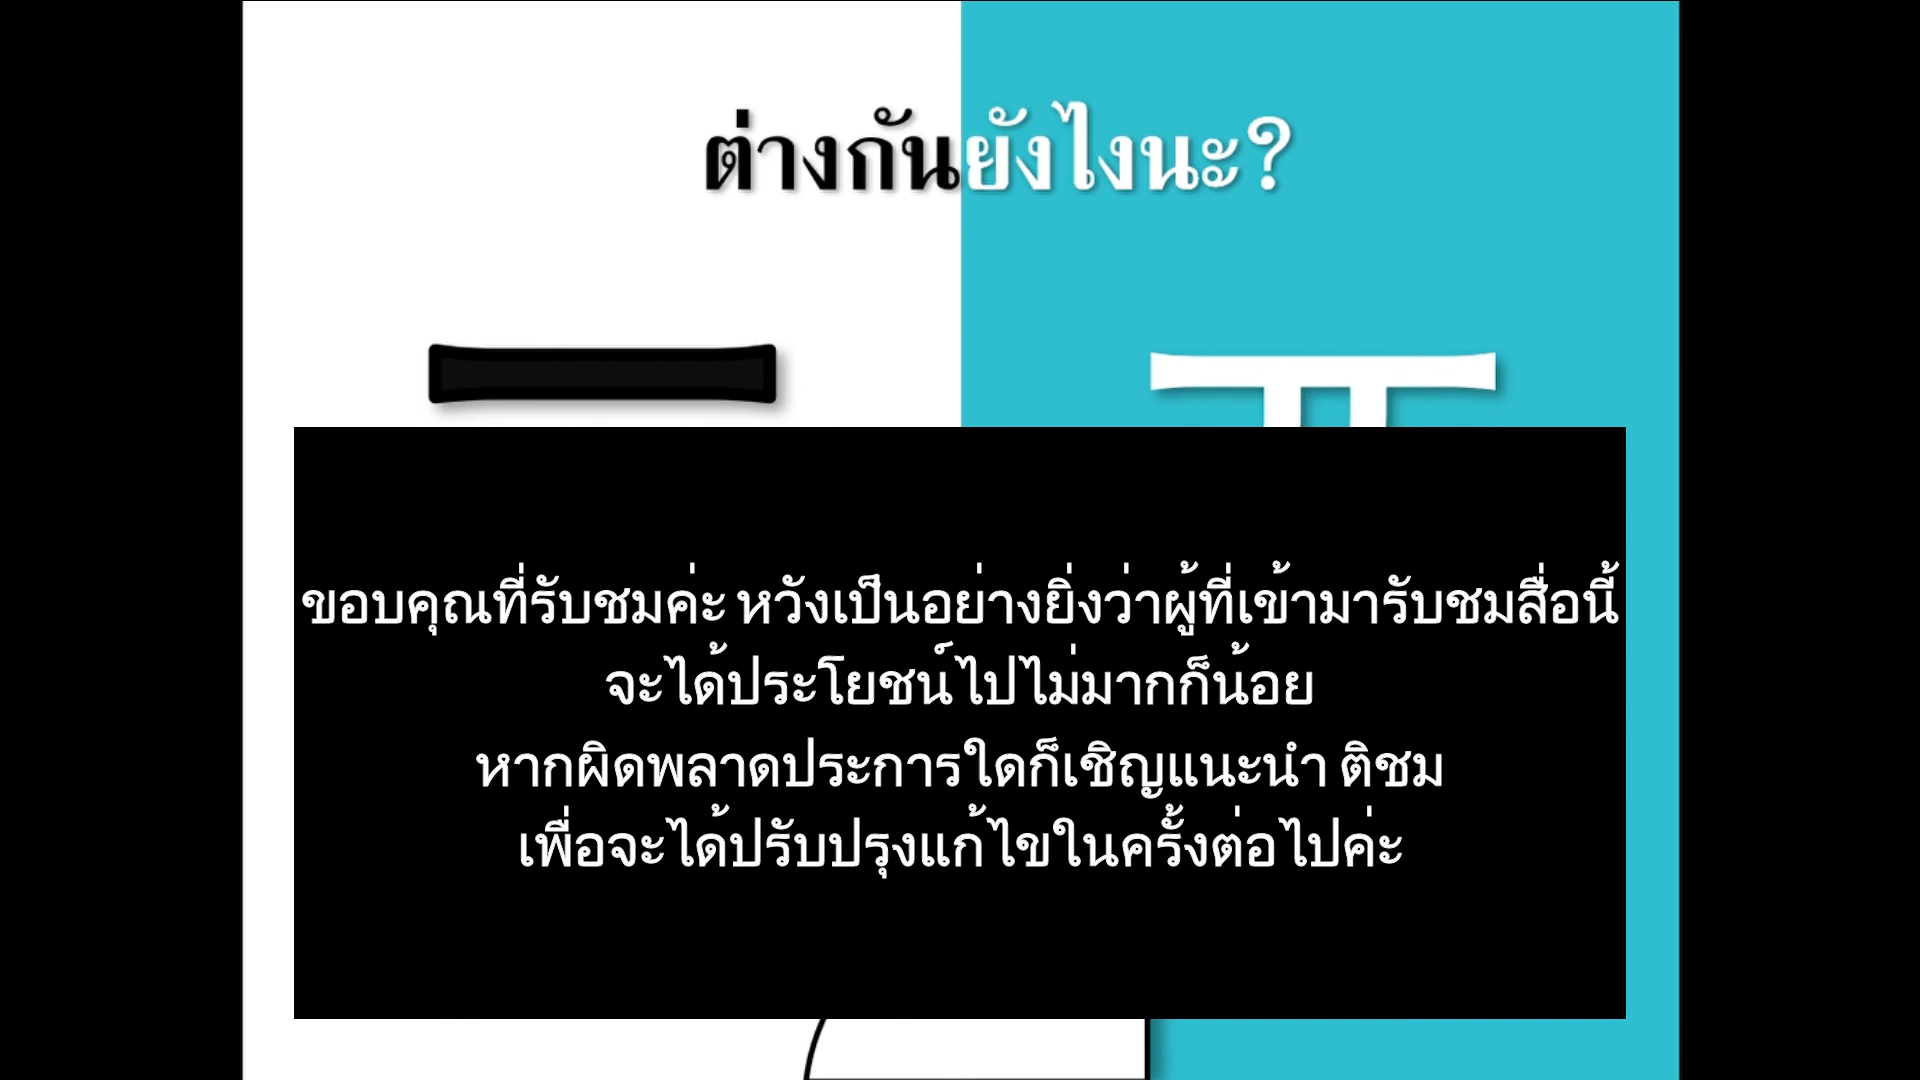 ต่างกันยังไงนะ?
ขอบคุณที่รับชมค่ะ หวังเป็นอย่างยิ่งว่าผู้ที่เข้ามารับชมสื่อนี้
จะได้ประโยชน์ไปไม่มากก็น้อย
หากผิดพลาดประการใดก็เชิญแนะนำ ติชม
เพื่อจะได้ปรับปรุงแก้ไขในครั้งต่อไปค่ะ